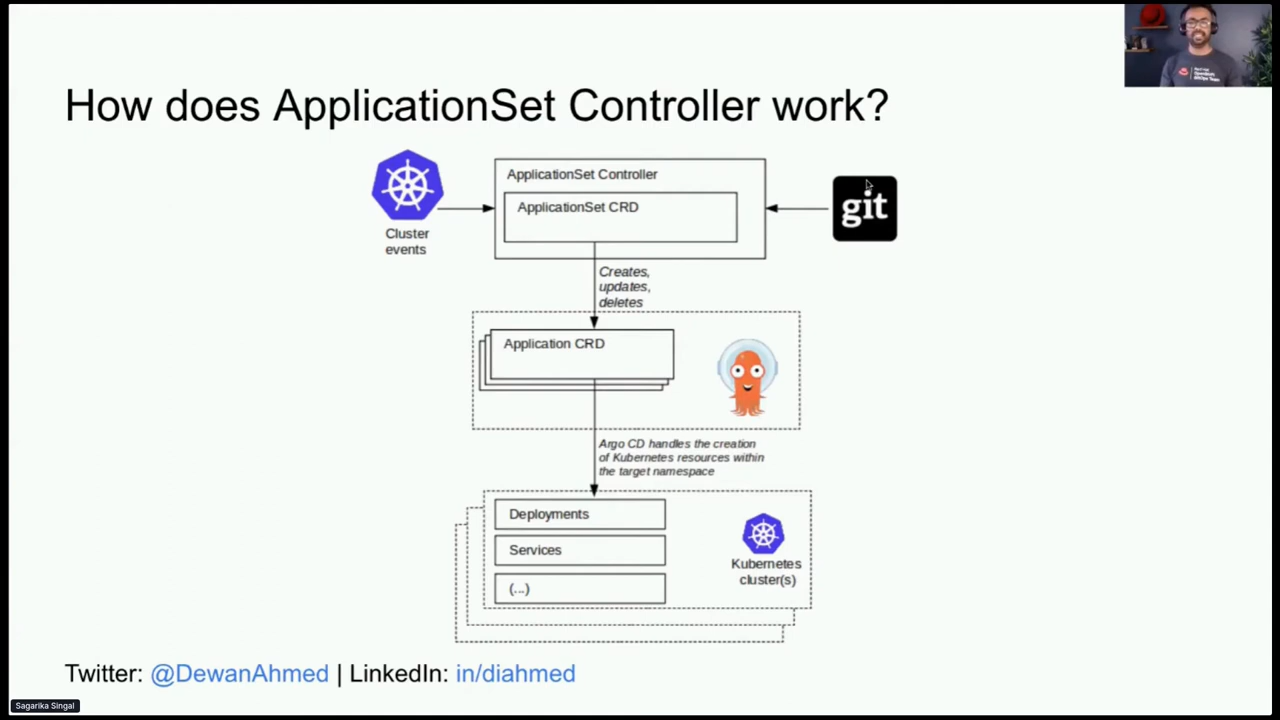 How does ApplicationSet Controller work?
ApplicationSet Controller
ApplicationSet CRD
Cluster
events
git
Creates,
updates,
deletes
Application CRD
Argo CD handles the creation
of Kubernetes resources within
the target namespace
Deployments
Services
(...)
Kubernetes
cluster(s)
Twitter: @DewanAhmed | LinkedIn: in/diahmed
Sagarika Singal